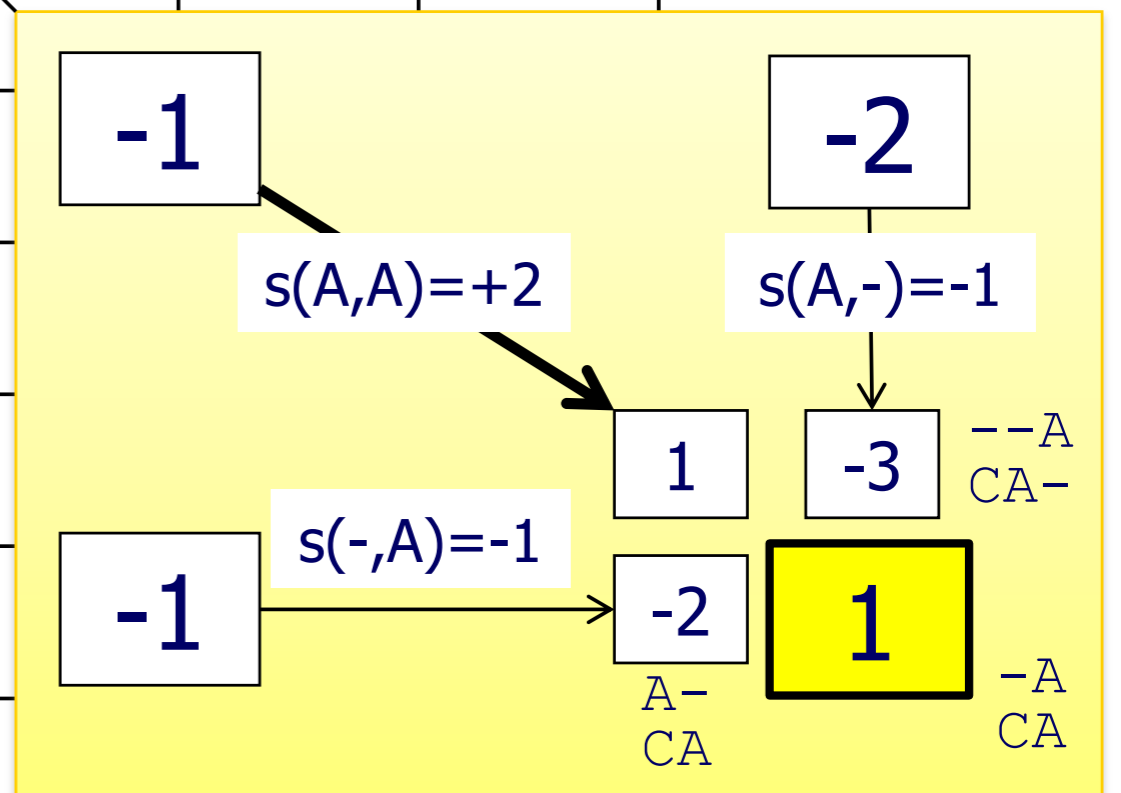 -1
-2
s(A,A)=+2
s(A,-)=-1
1
-3
--A
CA-
s(-,A)=-1
-1
-2
1
A-
CA
-A
CA